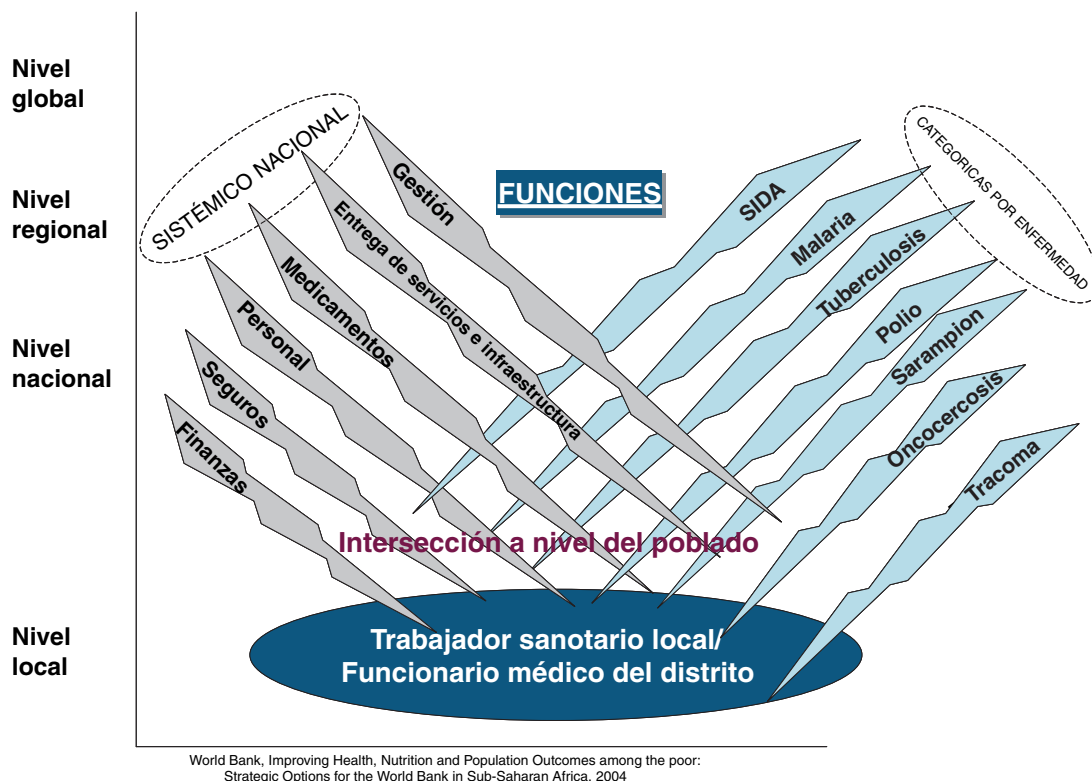 Nivel
global
Nivel
regional
Nivel
nacional
Nivel
local
SISTÉMICO NACIONAL
FUNCIONES
CATEGORICAS POR ENFERMEDAD
Gestión
Entrega de servicios e infraestructura
Medicamentos
Personal
Seguros
Finanzas
SIDA
Malaria
Tuberculosis
Polio
Sarampion
Oncocercosis
Tracoma
Intersección a nivel del poblado
Trabajador sanotario local/
Funcionario médico del distrito
World Bank, Improving Health, Nutrition and Population Outcomes among the poor:
Strategic Options for the World Bank in Sub-Saharan Africa, 2004